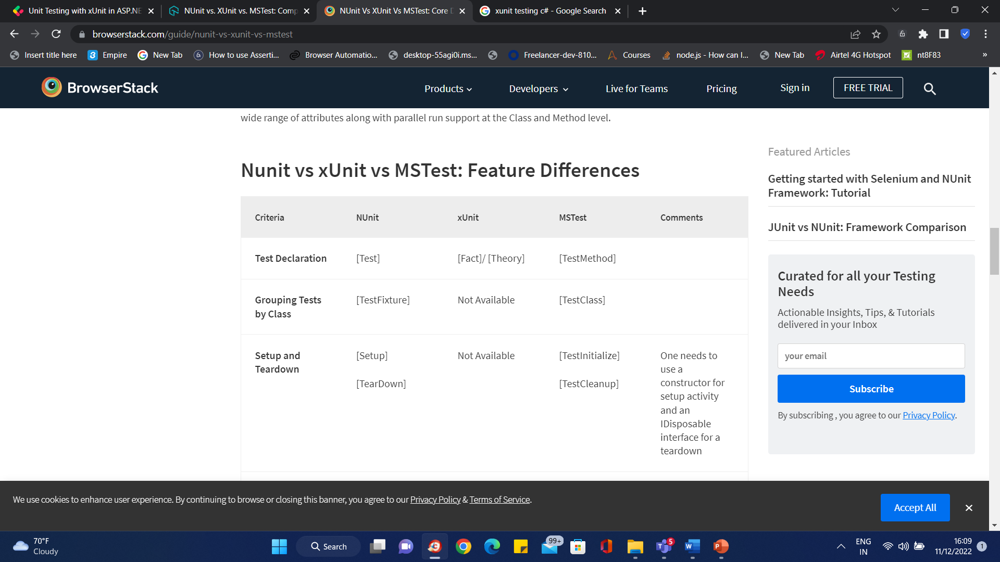 Unit Testing with xUnit in ASP.NE
NUnit vs. XUnit vs. MSTest: Comp
NUnit Vs XUnit Vs MSTest: Core D
xunit testing c# - Google Search
browserstack.com/guide/nunit-vs-xunit-vs-mstest
Insert title here
Empire
New Tab
How to use Asserti...
Browser Automatio...
desktop-55agi0i.ms...
Freelancer-dev-810...
Courses
node.js - How can I...
New Tab
Airtel 4G Hotspot
nt8F83
»
BrowserStack
Products
Developers
Live for Teams
Pricing
Sign in
FREE TRIAL
wide range of attributes along with parallel run support at the Class and Method level.
Nunit vs xUnit vs MSTest: Feature Differences
Criteria NUnit xUnit MSTest Comments
Test Declaration [Test] [Fact]/ [Theory] [TestMethod]
Grouping Tests [TestFixture] Not Available [TestClass]
by Class
Setup and [Setup] Not Available [TestInitialize] One needs to
Teardown use a
[TearDown] [TestCleanup] constructor for
setup activity
and an
IDisposable
interface for a
teardown
Featured Articles
Getting started with Selenium and NUnit
Framework: Tutorial
JUnit vs NUnit: Framework Comparison
Curated for all your Testing
Needs
Actionable Insights, Tips, & Tutorials
delivered in your Inbox
your email
Subscribe
By subscribing , you agree to our Privacy Policy.
We use cookies to enhance user experience. By continuing to browse or closing this banner, you agree to our Privacy Policy & Terms of Service.
Accept All
70°F
Cloudy
Search
99+
5
ENG
IN
16:09
11/12/2022
1